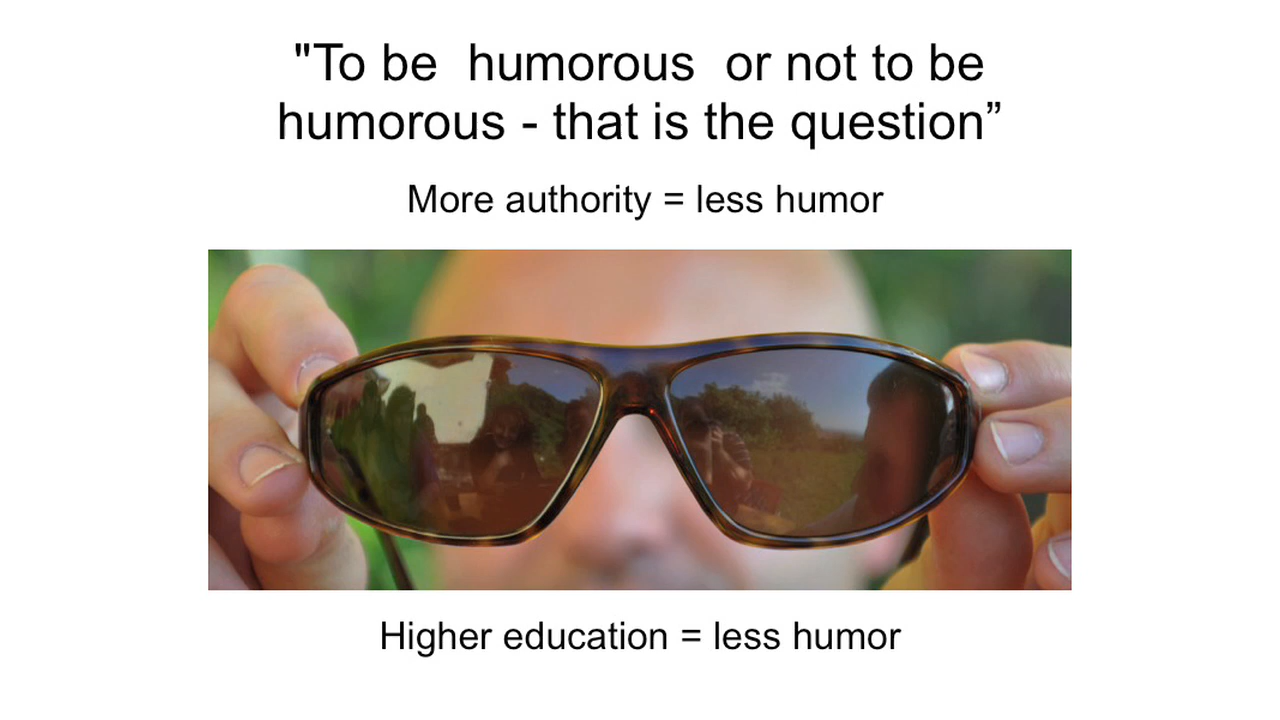 "To be  humorous  or not to be
humorous - that is the question”
More authority = less humor
Higher education = less humor